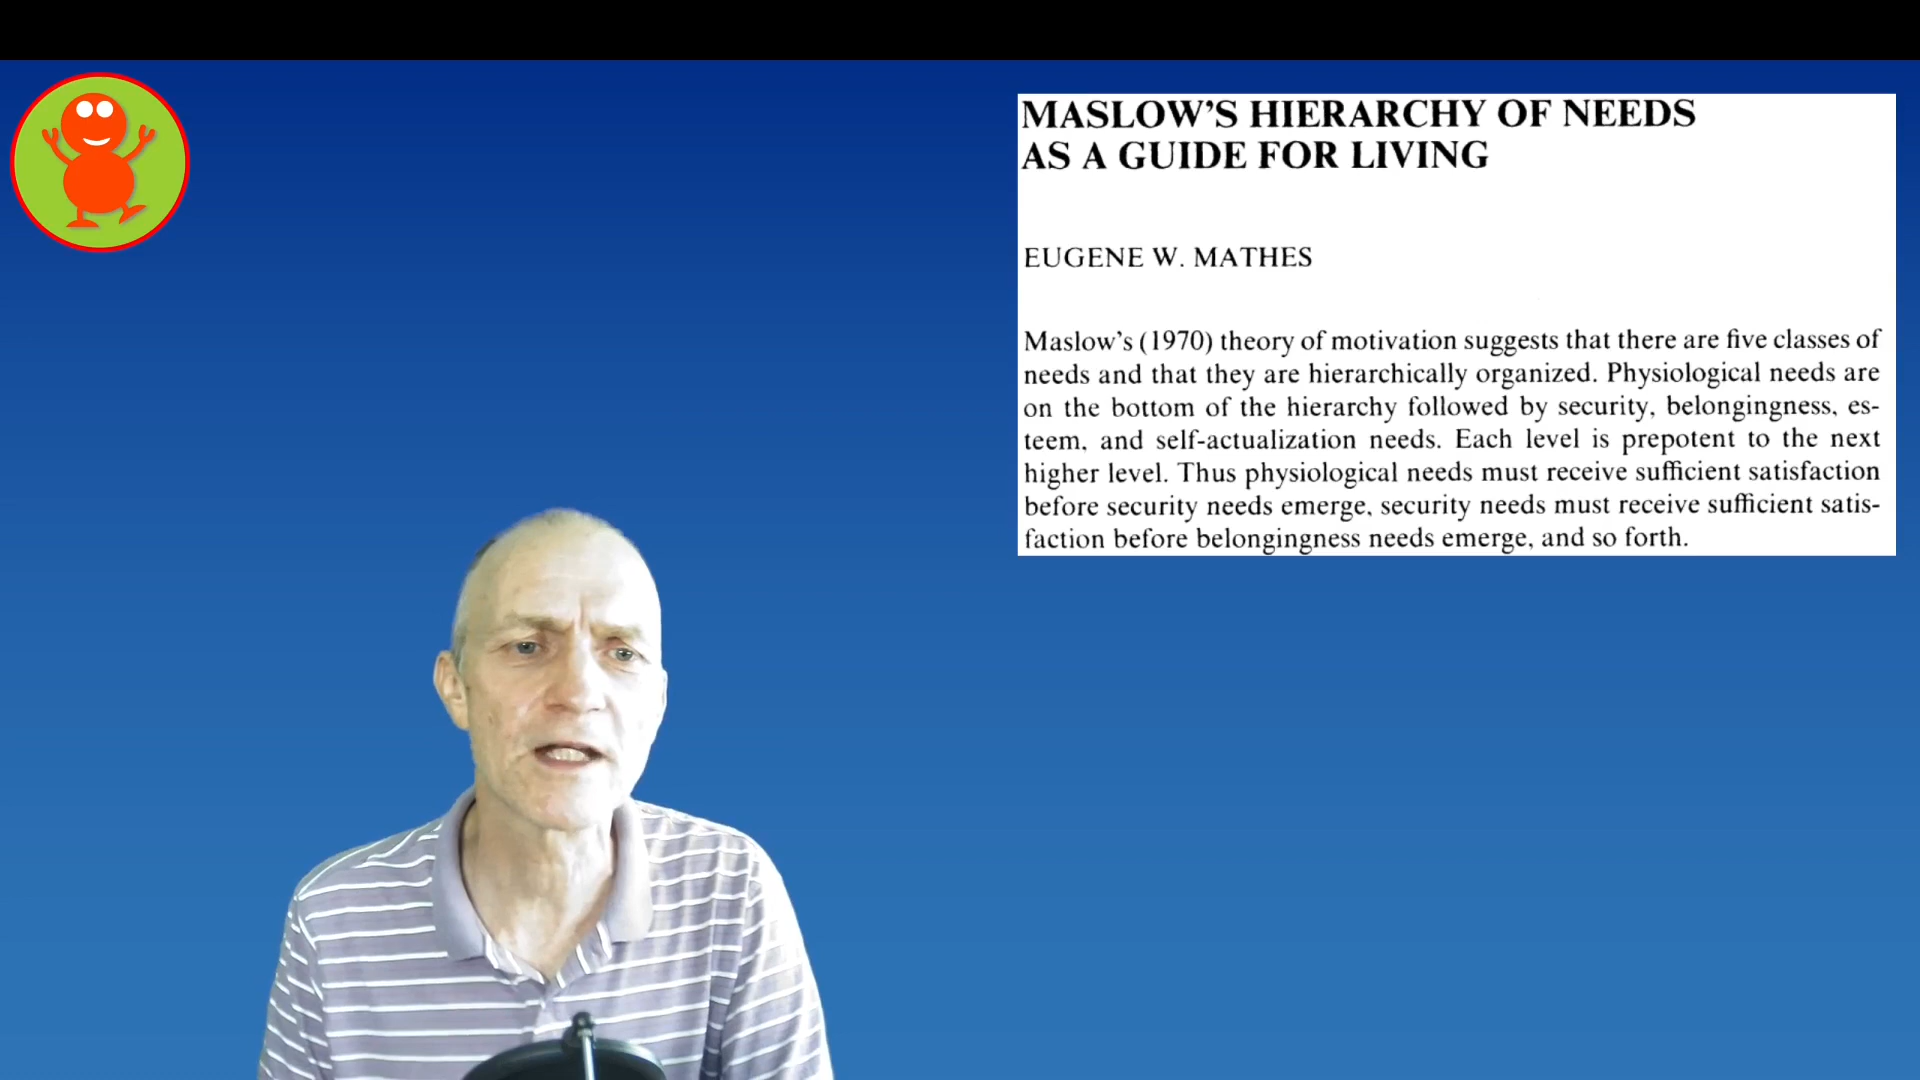 MASLOW'S HIERARCHY OF NEEDS
AS A GUIDE FOR LIVING
EUGENE W. MATHES
Maslow's (1970) theory of motivation suggests that there are five classes of
needs and that they are hierarchically organized. Physiological needs are
on the bottom of the hierarchy followed by security, belongingness, es-
teem, and self-actualization needs. Each level is prepotent to the next
higher level. Thus physiological needs must receive sufficient satisfaction
before security needs emerge, security needs must receive sufficient satis-
faction before belongingness needs emerge, and so forth.